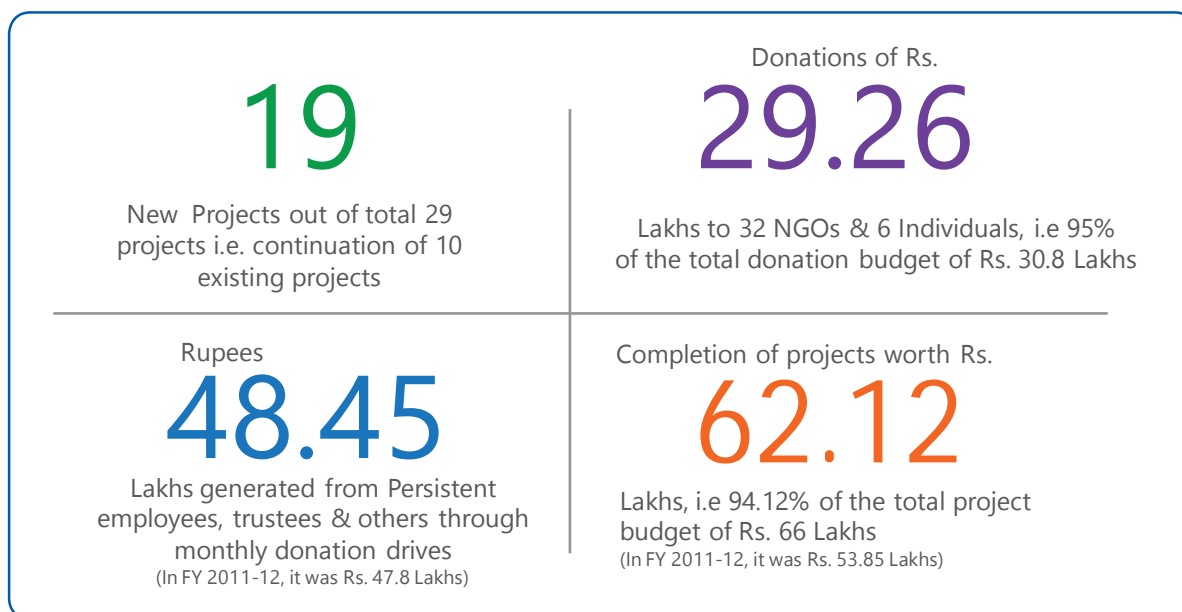 19
New Projects out of total 29
projects i.e. continuation of 10
existing projects
Donations of Rs.
29.26
Lakhs to 32 NGOs & 6 Individuals, i.e 95%
of the total donation budget of Rs. 30.8 Lakhs
Rupees
48.45
Lakhs generated from Persistent
employees, trustees & others through
monthly donation drives
(In FY 2011-12, it was Rs. 47.8 Lakhs)
Completion of projects worth Rs.
62.12
Lakhs, i.e 94.12% of the total project
budget of Rs. 66 Lakhs
(In FY 2011-12, it was Rs. 53.85 Lakhs)